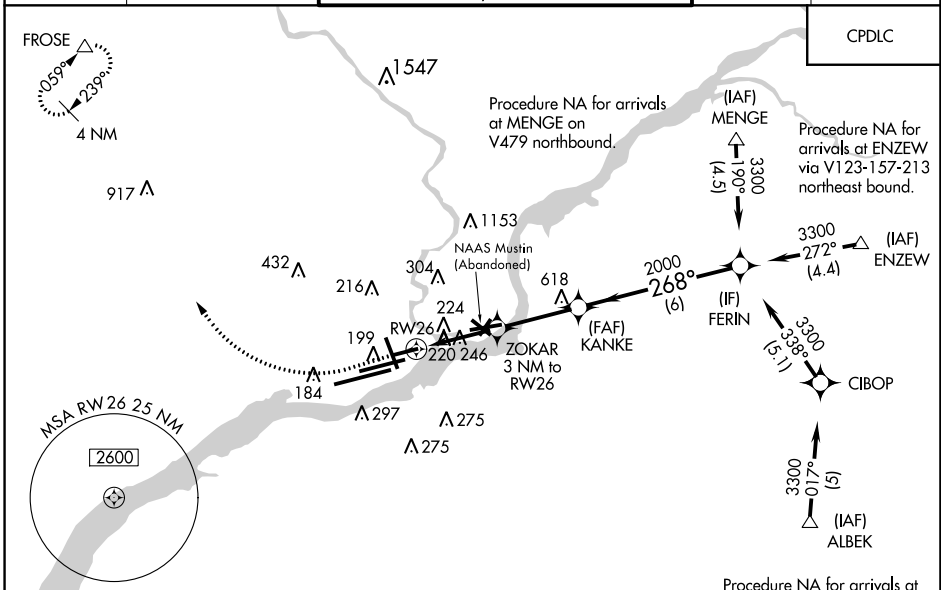 CPDLC
FROSE
059°
239°
4 NM
1547
Procedure NA for arrivals
at MENGE on
V479 northbound.
(IAF)
MENGE
3300
190°
(4.5)
Procedure NA for
arrivals at ENZEW
via V123-157-213
northeast bound.
917
1153
NAAS Mustin
(Abandoned)
3300
272°
(4.4)
(IAF)
ENZEW
432
216
304
618
2000
268°
(6)
(IF)
FERIN
224
199
RW26
220
246
ZOKAR
3 NM to
RW26
(FAF)
KANKE
3300
338°
(5.1)
CIBOP
184
297
275
275
MSA RW26 25 NM
2600
3300
017°
(5)
(IAF)
ALBEK
Procedure NA for arrivals at